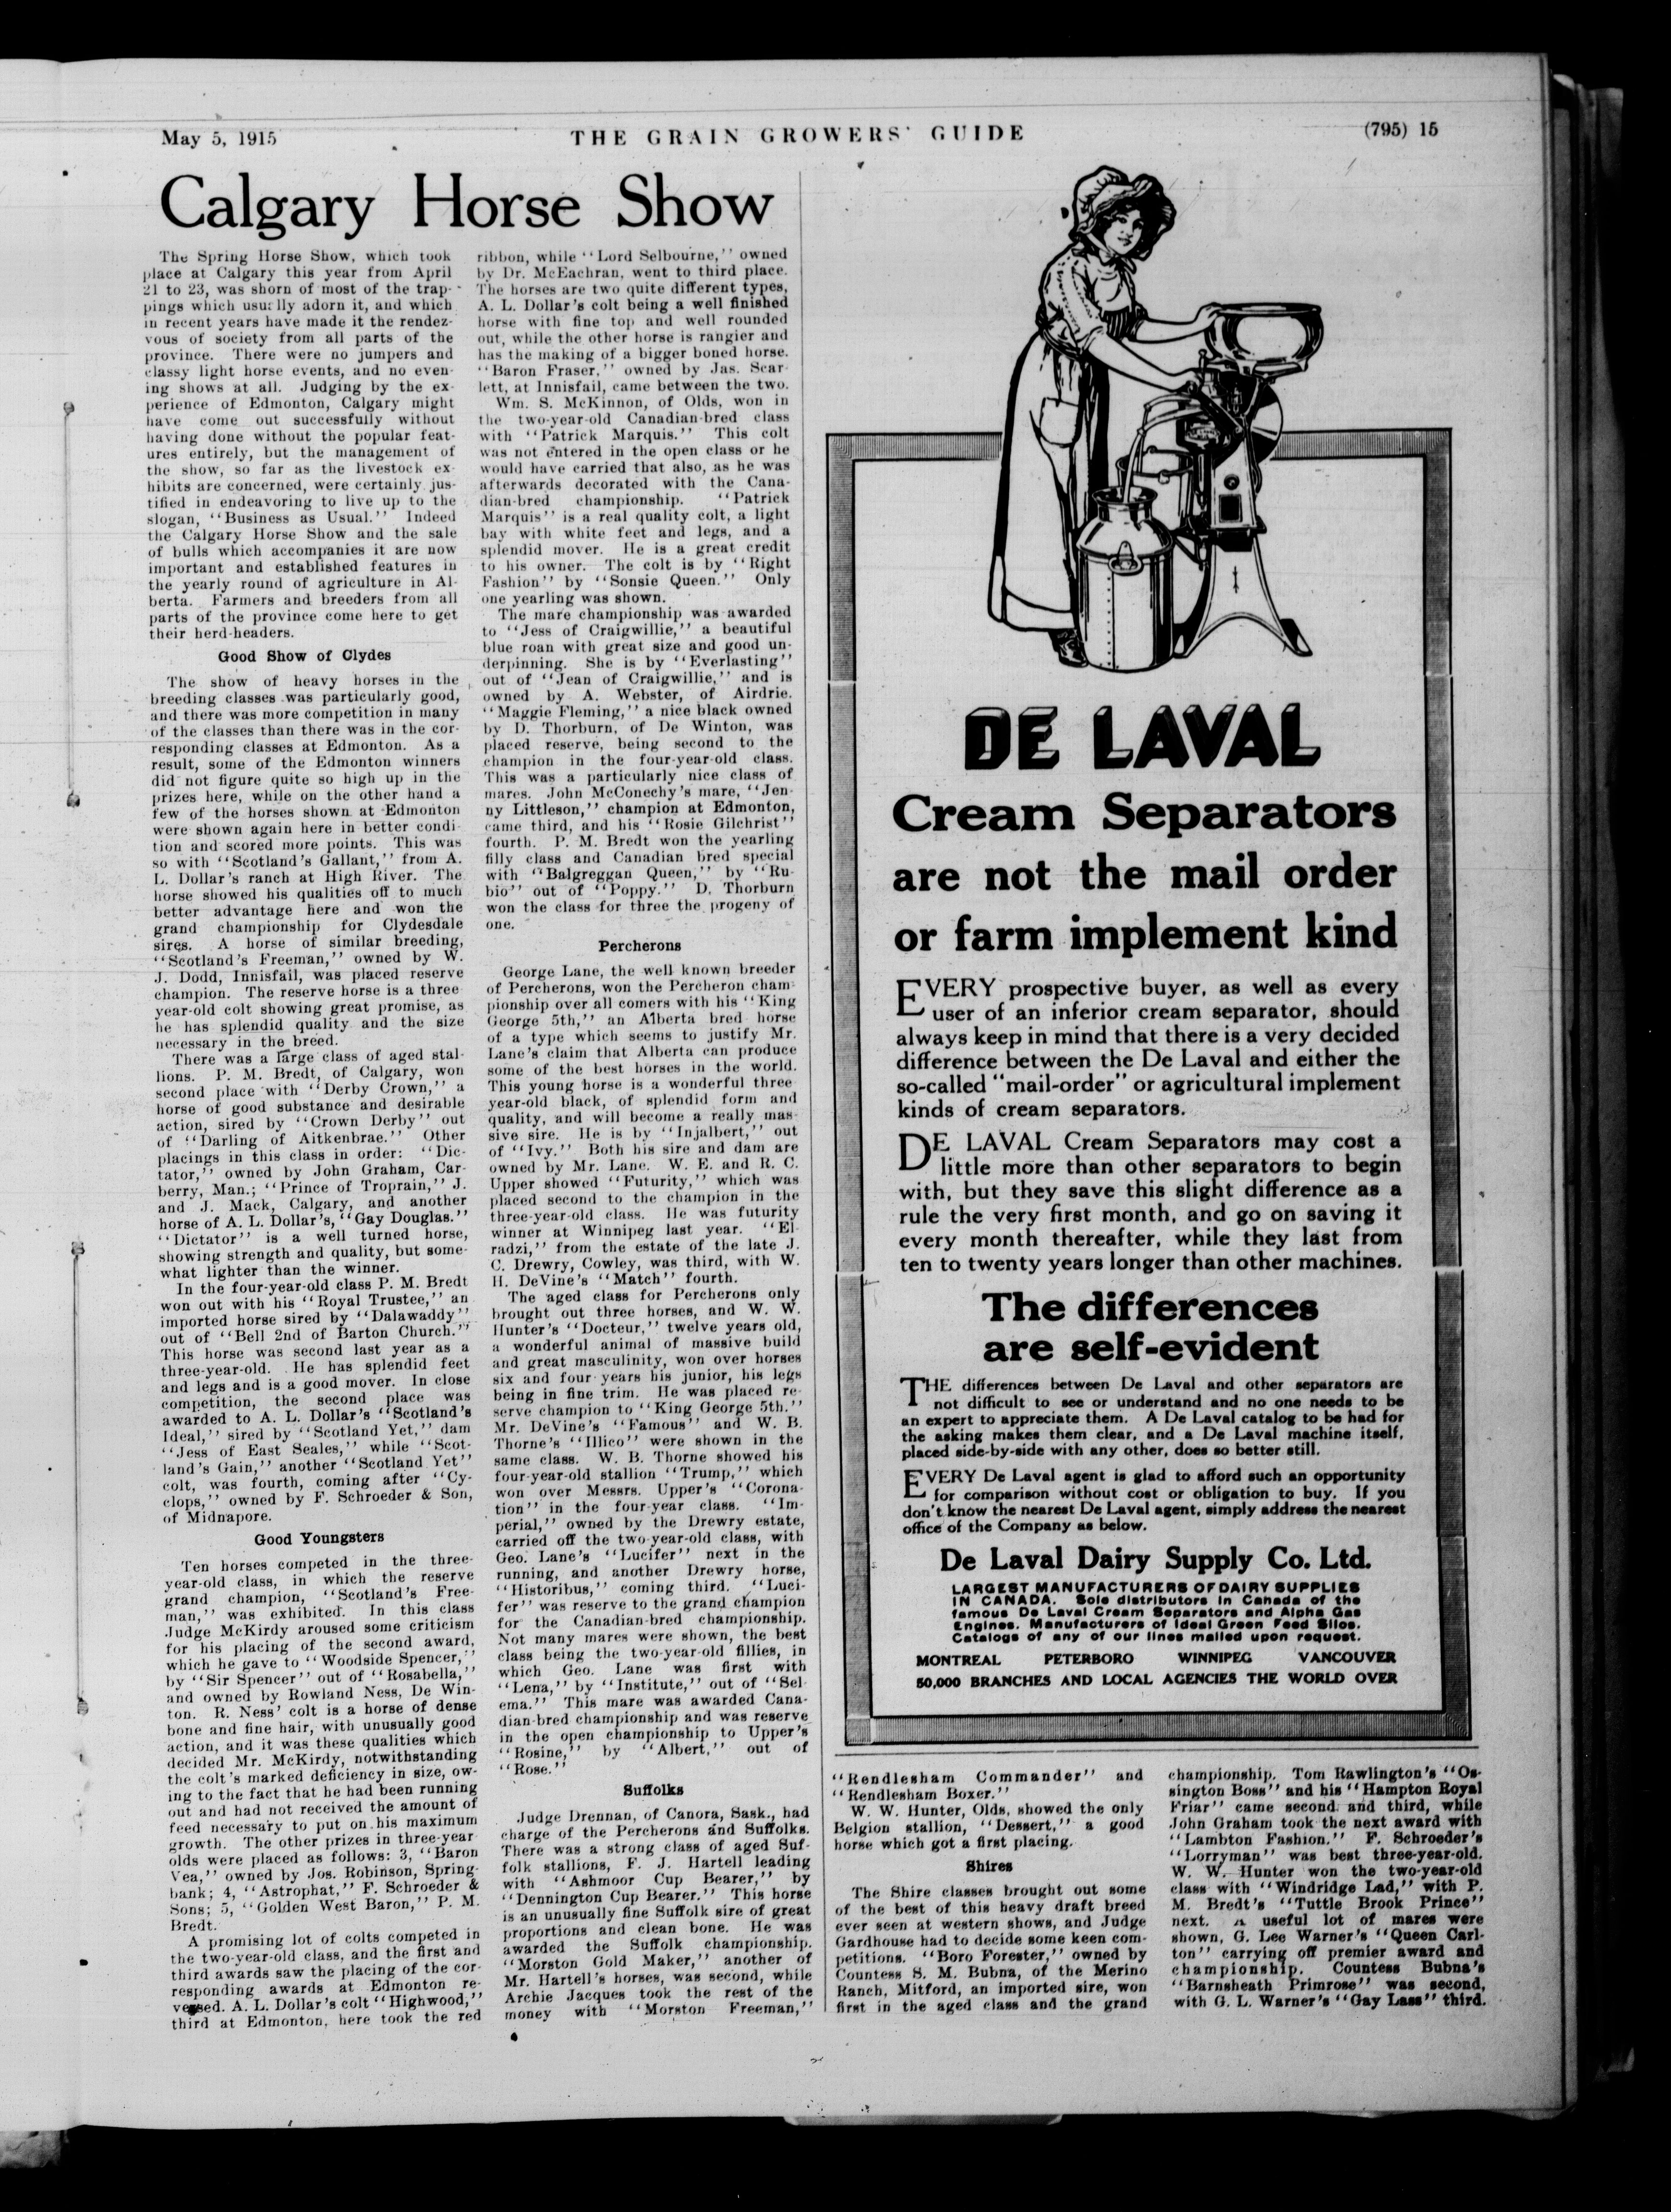 May 5, 1915
THE GRAIN GROWERS' GUIDE
(795) 15
Calgary Horse Show
The Spring Horse Show, which took
place at Calgary this year from April
21 to 23, was shorn of most of the trap-
pings which usually adorn it, and which
in recent years have made it the rendez-
vous of society from all parts of the
province. There were no jumpers and
classy light horse events, and no even-
ing shows at all. Judging by the ex-
perience of Edmonton, Calgary might
have come out successfully without
having done without the popular feat-
ures entirely, but the management of
the show, so far as the livestock ex-
hibits are concerned, were certainly jus-
tified in endeavoring to live up to the
slogan, "Business as Usual." Indeed
the Calgary Horse Show and the sale
of bulls which accompanies it are now
important and established features in
the yearly round of agriculture in Al-
berta. Farmers and breeders from all
parts of the province come here to get
their herd-headers.
Good Show of Clydes
The show of heavy horses in the
breeding classes was particularly good,
and there was more competition in many
of the classes than there was in the cor-
responding classes at Edmonton. As a
result, some of the Edmonton winners
did not figure quite so high up in the
prizes here, while on the other hand a
few of the horses shown at Edmonton
were shown again here in better condi-
tion and scored more points. This was
so with "Scotland's Gallant," from A.
L. Dollar's ranch at High River. The
horse showed his qualities off to much
better advantage here and won the
grand championship for Clydesdale
sires. A horse of similar breeding,
"Scotland's Freeman," owned by W.
J. Dodd, Innisfail, was placed reserve
champion. The reserve horse is a three
year-old colt showing great promise, as
he has splendid quality and the size
necessary in the breed.
There was a large class of aged stal-
lions. P. M. Bredt, of Calgary, won
second place with "Derby Crown," a
horse of good substance and desirable
action, sired by "Crown Derby" out
of "Darling of Aitkenbrae." Other
placings in this class in order: "Dic-
tator," owned by John Graham, Car-
berry, Man.; "Prince of Troprain," J.
and J. Mack, Calgary, and another
horse of A. L. Dollar's, "Gay Douglas."
"Dictator" is a well turned horse,
showing strength and quality, but some-
what lighter than the winner.
In the four-year-old class P. M. Bredt
won out with his "Royal Trustee," an
imported horse sired by "Dalawaddy"
out of "Bell 2nd of Barton Church."
This horse was second last year as a
three-year-old. He has splendid feet
and legs and is a good mover. In close
competition, the second place was
awarded to A. L. Dollar's "Scotland's
Ideal," sired by "Scotland Yet," dam
"Jess of East Seales," while "Scot-
land's Gain," another "Scotland Yet"
colt, was fourth, coming after "Cy-
clops," owned by F. Schroeder & Son,
of Midnapore.
Good Youngsters
Ten horses competed in the three-
year-old class, in which the reserve
grand champion, "Scotland's Free-
man," was exhibited. In this class
Judge McKirdy aroused some criticism
for his placing of the second award,
which he gave to "Woodside Spencer,"
by "Sir Spencer" out of "Rosabella,"
and owned by Rowland Ness, De Win-
ton. R. Ness' colt is a horse of dense
bone and fine hair, with unusually good
action, and it was these qualities which
decided Mr. McKirdy, notwithstanding
the colt's marked deficiency in size, ow-
ing to the fact that he had been running
out and had not received the amount of
feed necessary to put on his maximum
growth. The other prizes in three-year
olds were placed as follows: 3, "Baron
Vea," owned by Jos. Robinson, Spring-
bank; 4, "Astrophat," F. Schroeder &
Sons; 5, "Golden West Baron," P. M.
Bredt.
A promising lot of colts competed in
the two-year-old class, and the first and
third awards saw the placing of the cor-
responding awards at Edmonton re-
versed. A. L. Dollar's colt "Highwood,"
third at Edmonton, here took the red
ribbon, while "Lord Selbourne," owned
by Dr. McEachran, went to third place.
The horses are two quite different types,
A. L. Dollar's colt being a well finished
horse with fine top and well rounded
out, while the other horse is rangier and
has the making of a bigger boned horse.
"Baron Fraser," owned by Jas. Scar-
lett, at Innisfail, came between the two.
Wm. S. McKinnon, of Olds, won in
the two-year-old Canadian-bred class
with "Patrick Marquis." This colt
was not entered in the open class or he
would have carried that also, as he was
afterwards decorated with the Cana-
dian-bred championship. "Patrick
Marquis" is a real quality colt, a light
bay with white feet and legs, and a
splendid mover. He is a great credit
to his owner. The colt is by "Right
Fashion" by "Sonsie Queen." Only
one yearling was shown.
The mare championship was awarded
to "Jess of Craigwillie," a beautiful
blue roan with great size and good un-
derpinning. She is by "Everlasting"
out of "Jean of Craigwillie," and is
owned by A. Webster, of Airdrie.
"Maggie Fleming," a nice black owned
by D. Thorburn, of De Winton, was
placed reserve, being second to the
champion in the four-year-old class.
This was a particularly nice class of
mares. John McConechy's mare, "Jen-
ny Littleson," champion at Edmonton,
came third, and his "Rosie Gilchrist"
fourth. P. M. Bredt won the yearling
filly class and Canadian bred special
with "Balgreggan Queen," by "Ru-
bio" out of "Poppy." D. Thorburn
won the class for three the progeny of
one.
Percherons
George Lane, the well known breeder
of Percherons, won the Percheron cham-
pionship over all comers with his "King
George 5th," an Alberta bred horse
of a type which seems to justify Mr.
Lane's claim that Alberta can produce
some of the best horses in the world.
This young horse is a wonderful three
year-old black, of splendid form and
quality, and will become a really mas-
sive sire. He is by "Injalbert," out
of "Ivy." Both his sire and dam are
owned by Mr. Lane. W. E. and R. C.
Upper showed "Futurity," which was
placed second to the champion in the
three-year-old class. He was futurity
winner at Winnipeg last year. "El-
radzi," from the estate of the late J.
C. Drewry, Cowley, was third, with W.
H. DeVine's "Match" fourth.
The aged class for Percherons only
brought out three horses, and W. W.
Hunter's "Docteur," twelve years old,
a wonderful animal of massive build
and great masculinity, won over horses
six and four years his junior, his legs
being in fine trim. He was placed re-
serve champion to "King George 5th."
Mr. DeVine's "Famous" and W. B.
Thorne's "Illico" were shown in the
same class. W. B. Thorne showed his
four-year-old stallion "Trump," which
won over Messrs. Upper's "Corona-
tion" in the four-year class. "Im-
perial," owned by the Drewry estate,
carried off the two-year-old class, with
Geo. Lane's "Lucifer" next in the
running, and another Drewry horse,
"Historibus," coming third. "Luci-
fer" was reserve to the grand champion
for the Canadian-bred championship.
Not many mares were shown, the best
class being the two-year-old fillies, in
which Geo. Lane was first with
"Lena," by "Institute," out of "Sel-
ema." This mare was awarded Cana-
dian-bred championship and was reserve
in the open championship to Upper's
"Rosine," by "Albert," out of
"Rose."
Suffolks
Judge Drennan, of Canora, Sask., had
charge of the Percherons and Suffolks.
There was a strong class of aged Suf-
folk stallions, F. J. Hartell leading
with "Ashmoor Cup Bearer," by
"Dennington Cup Bearer." This horse
is an unusually fine Suffolk sire of great
proportions and clean bone. He was
awarded the Suffolk championship.
"Morston Gold Maker," another of
Mr. Hartell's horses, was second, while
Archie Jacques took the rest of the
money with "Morston Freeman,"
DE LAVAL
Cream Separators
are not the mail order
or farm implement kind
EVERY prospective buyer, as well as every
user of an inferior cream separator, should
always keep in mind that there is a very decided
difference between the De Laval and either the
so-called "mail-order" or agricultural implement
kinds of cream separators.
DE LAVAL Cream Separators may cost a
little more than other separators to begin
with, but they save this slight difference as a
rule the very first month, and go on saving it
every month thereafter, while they last from
ten to twenty years longer than other machines.
The differences
are self-evident
THE differences between De Laval and other separators are
not difficult to see or understand and no one needs to be
an expert to appreciate them. A De Laval catalog to be had for
the asking makes them clear, and a De Laval machine itself,
placed side-by-side with any other, does so better still.
EVERY De Laval agent is glad to afford such an opportunity
for comparison without cost or obligation to buy. If you
don't know the nearest De Laval agent, simply address the nearest
office of the Company as below.
De Laval Dairy Supply Co. Ltd.
LARGEST MANUFACTURERS OF DAIRY SUPPLIES
IN CANADA. Sole distributors in Canada of the
famous De Laval Cream Separators and Alpha Gas
Engines. Manufacturers of Ideal Green Feed Silos.
Catalogs of any of our lines mailed upon request.
MONTREAL PETERBORO WINNIPEG VANCOUVER
50,000 BRANCHES AND LOCAL AGENCIES THE WORLD OVER
"Rendlesham Commander" and
"Rendlesham Boxer."
W. W. Hunter, Olds, showed the only
Belgion stallion, "Dessert," a good
horse which got a first placing.
Shires
The Shire classes brought out some
of the best of this heavy draft breed
ever seen at western shows, and Judge
Gardhouse had to decide some keen com-
petitions. "Boro Forester," owned by
Countess S. M. Bubna, of the Merino
Ranch, Mitford, an imported sire, won
first in the aged class and the grand
championship. Tom Rawlington's "Os-
sington Boss" and his "Hampton Royal
Friar" came second and third, while
John Graham took the next award with
"Lambton Fashion." F. Schroeder's
"Lorryman" was best three-year-old.
W. W. Hunter won the two-year-old
class with "Windridge Lad," with P.
M. Bredt's "Tuttle Brook Prince"
next. A useful lot of mares were
shown, G. Lee Warner's "Queen Carl-
ton" carrying off premier award and
championship. Countess Bubna's
"Barnsheath Primrose" was second,
with G. L. Warner's "Gay Lass" third.